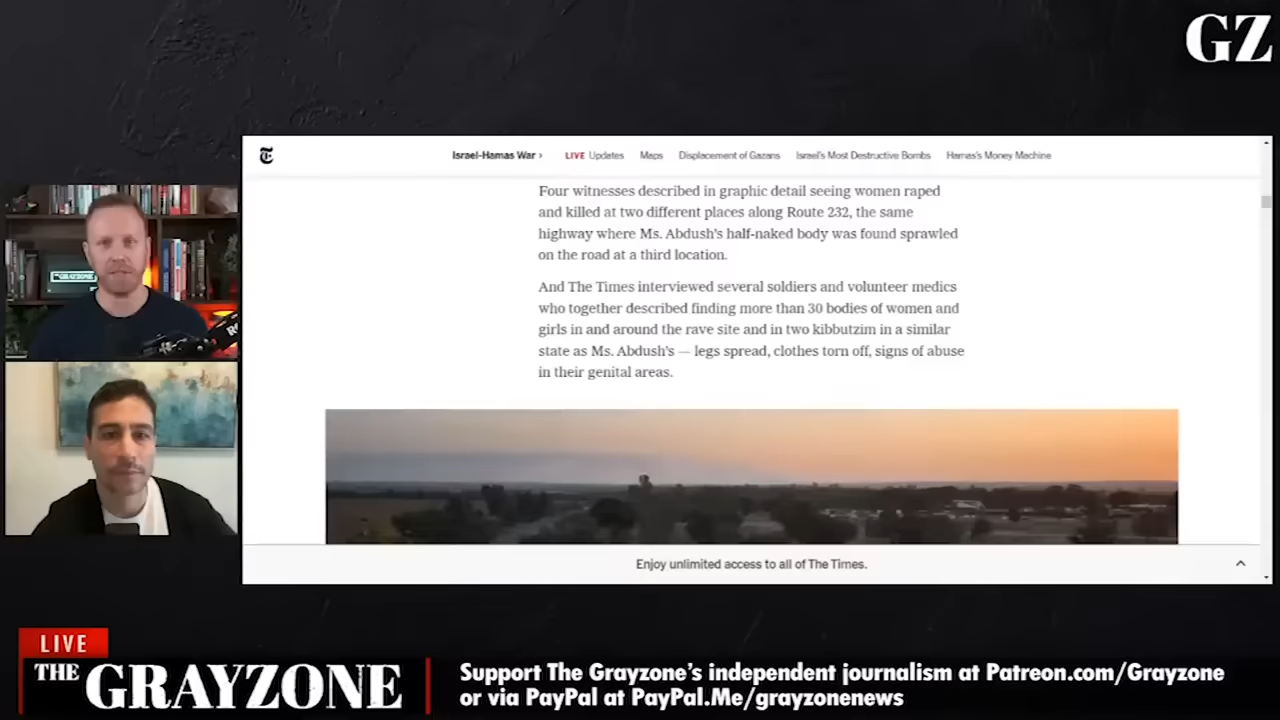 GZ
Israel-Hamas War ›
LIVE Updates
Maps
Displacement of Gazans
Israel's Most Destructive Bombs
Hamas's Money Machine
Four witnesses described in graphic detail seeing women raped
and killed at two different places along Route 232, the same
highway where Ms. Abdush's half-naked body was found sprawled
on the road at a third location.
And The Times interviewed several soldiers and volunteer medics
who together described finding more than 30 bodies of women and
girls in and around the rave site and in two kibbutzim in a similar
state as Ms. Abdush's — legs spread, clothes torn off, signs of abuse
in their genital areas.
THE GRAYZONE
Enjoy unlimited access to all of The Times.
LIVE
THE GRAYZONE
Support The Grayzone's independent journalism at Patreon.com/Grayzone
or via PayPal at PayPal.Me/grayzonenews